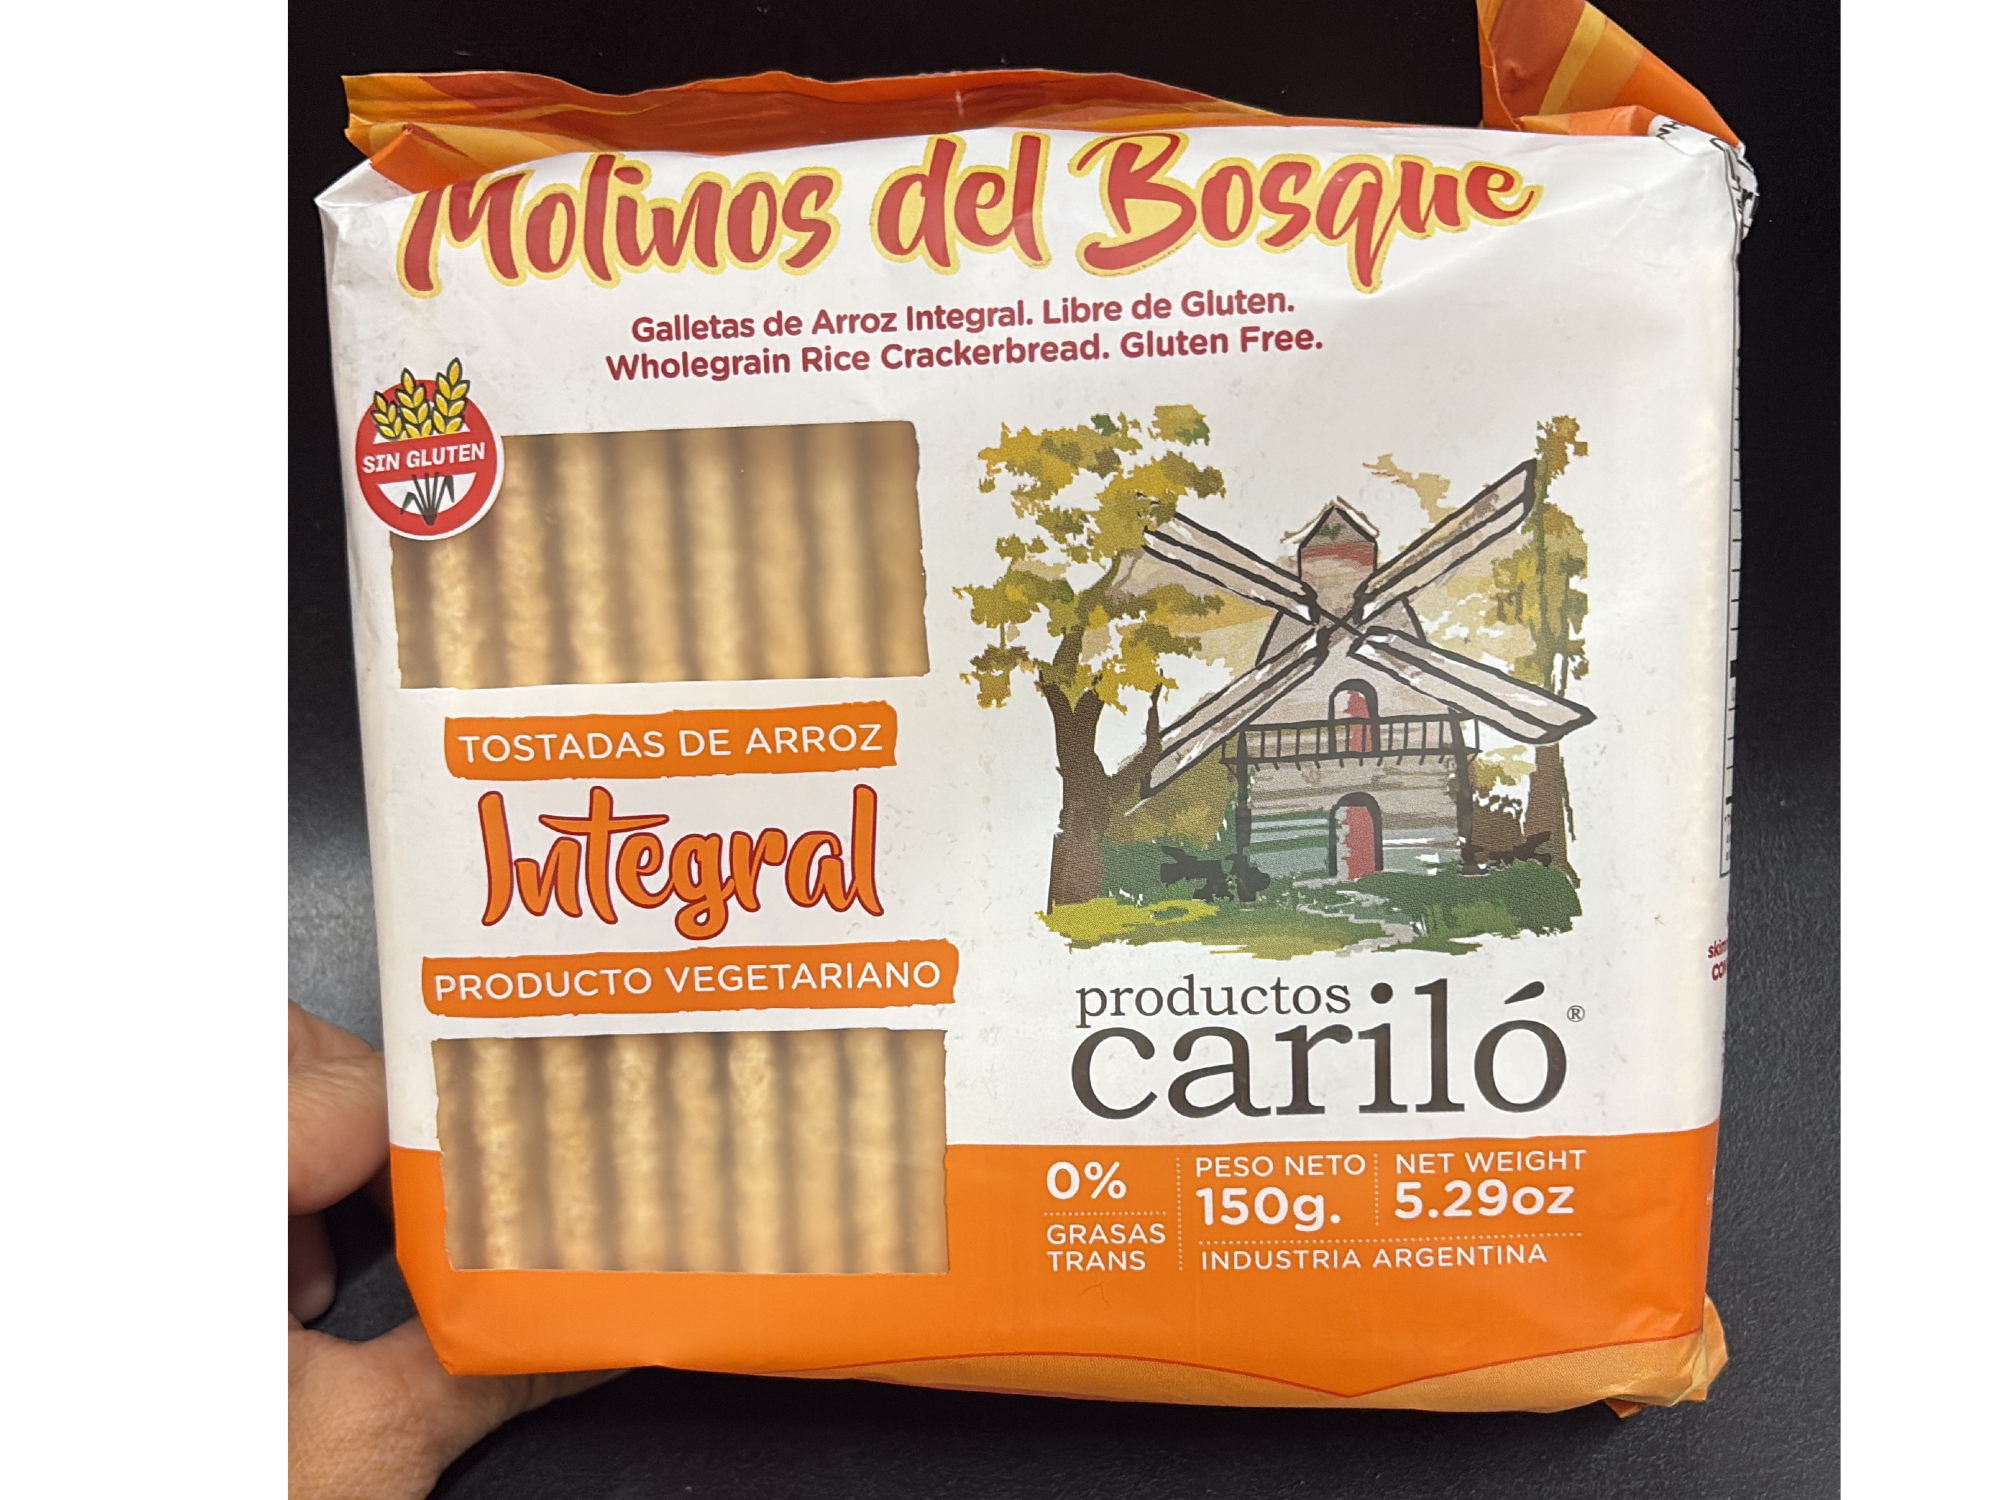 Molinos del Bosque
Galletas de Arroz Integral. Libre de Gluten.
Wholegrain Rice Crackerbread. Gluten Free.
SIN GLUTEN
TOSTADAS DE ARROZ
Integral
PRODUCTO VEGETARIANO
productos
cariló®
0%
GRASAS
TRANS
PESO NETO
150g.
NET WEIGHT
5.29oz
INDUSTRIA ARGENTINA